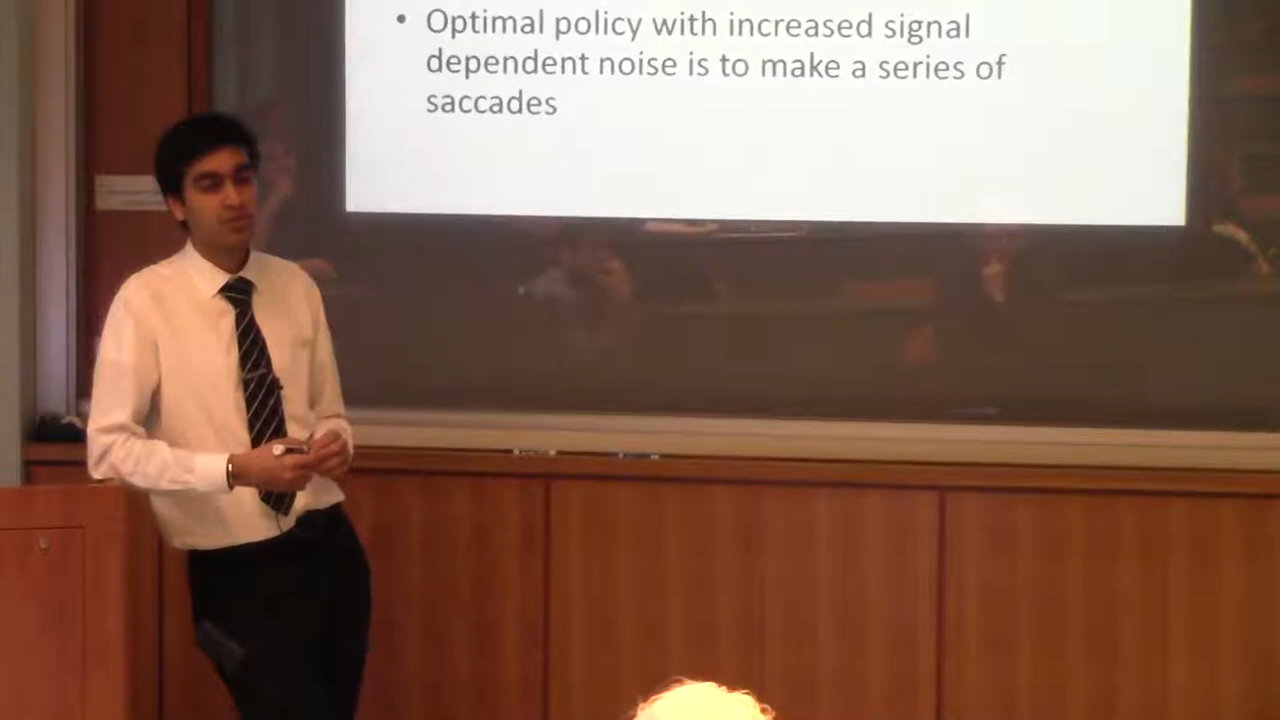 • Optimal policy with increased signal
dependent noise is to make a series of
saccades